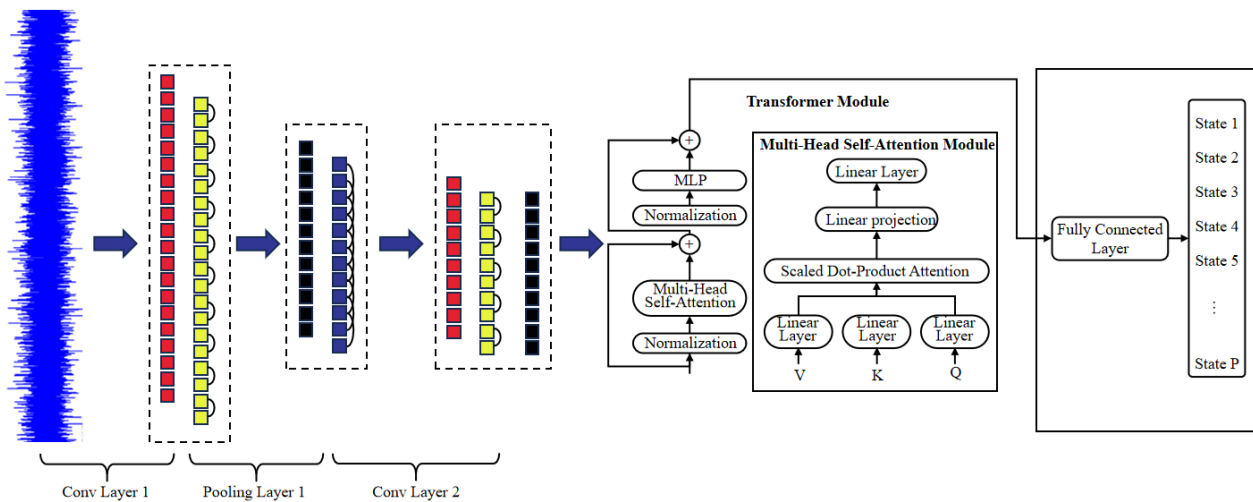 Conv Layer 1
Pooling Layer 1
Conv Layer 2
Transformer Module
+
MLP
Normalization
+
Multi-Head
Self-Attention
Normalization
Multi-Head Self-Attention Module
Linear Layer
Linear projection
Scaled Dot-Product Attention
Linear
Layer
Linear
Layer
Linear
Layer
V
K
Q
Fully Connected
Layer
State 1
State 2
State 3
State 4
State 5
⋮
State P